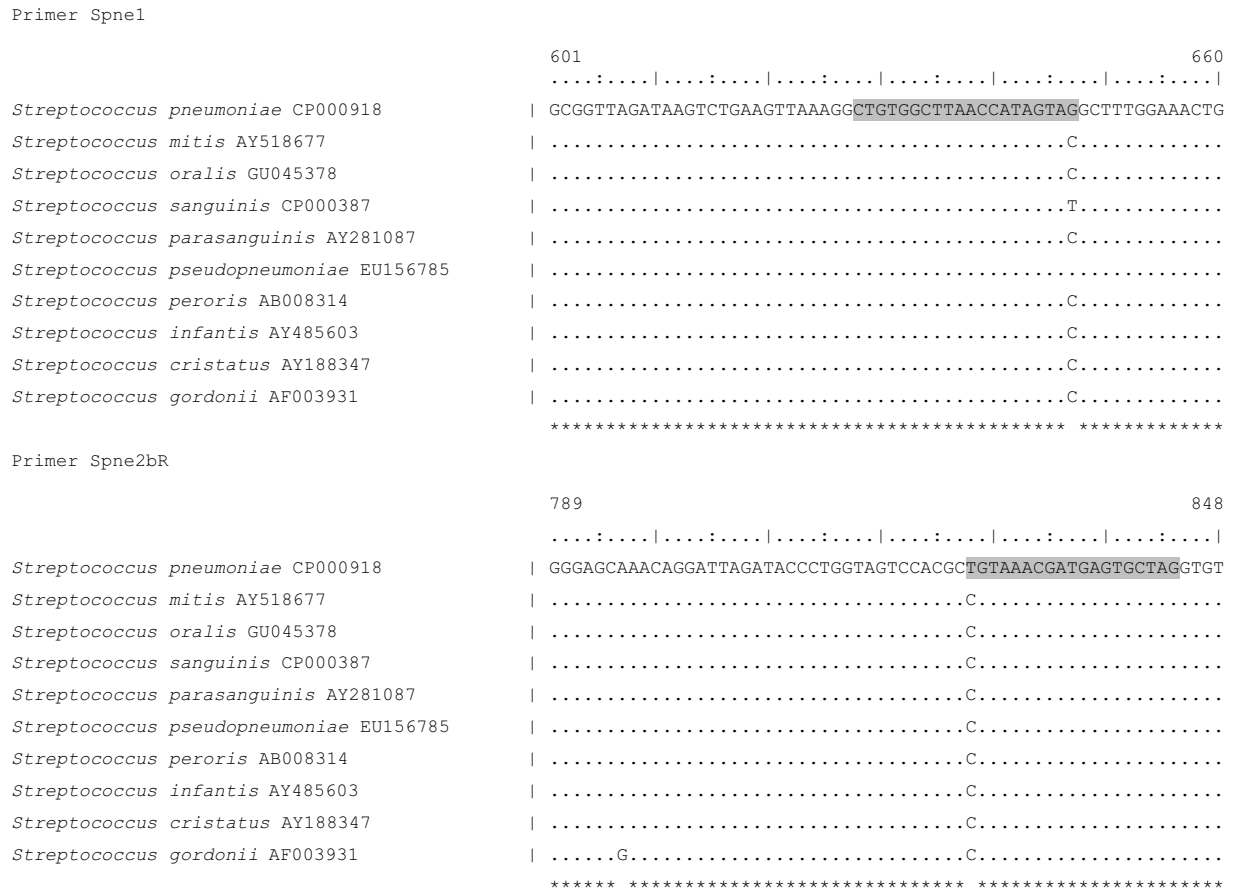 Primer Spne1
601 660
....:....|....:....|....:....|....:....|....:....|....:....|
Streptococcus pneumoniae CP000918 | GCGGTTAGATAAGTCTGAAGTTAAAGGCTGTGGCTTAACCATAGTAGGCTTTGGAAACTG
Streptococcus mitis AY518677 | ..............................................C.............
Streptococcus oralis GU045378 | ..............................................C.............
Streptococcus sanguinis CP000387 | ..............................................T.............
Streptococcus parasanguinis AY281087 | ..............................................C.............
Streptococcus pseudopneumoniae EU156785 | ............................................................
Streptococcus peroris AB008314 | ..............................................C.............
Streptococcus infantis AY485603 | ..............................................C.............
Streptococcus cristatus AY188347 | ..............................................C.............
Streptococcus gordonii AF003931 | ..............................................C.............
********************************************** *************
Primer Spne2bR
789 848
....:....|....:....|....:....|....:....|....:....|....:....|
Streptococcus pneumoniae CP000918 | GGGAGCAAACAGGATTAGATACCCTGGTAGTCCACGCTGTAAACGATGAGTGCTAGGTGT
Streptococcus mitis AY518677 | .....................................C......................
Streptococcus oralis GU045378 | .....................................C......................
Streptococcus sanguinis CP000387 | .....................................C......................
Streptococcus parasanguinis AY281087 | .....................................C......................
Streptococcus pseudopneumoniae EU156785 | .....................................C......................
Streptococcus peroris AB008314 | .....................................C......................
Streptococcus infantis AY485603 | .....................................C......................
Streptococcus cristatus AY188347 | .....................................C......................
Streptococcus gordonii AF003931 | ......G..............................C......................
****** ****************************** **********************